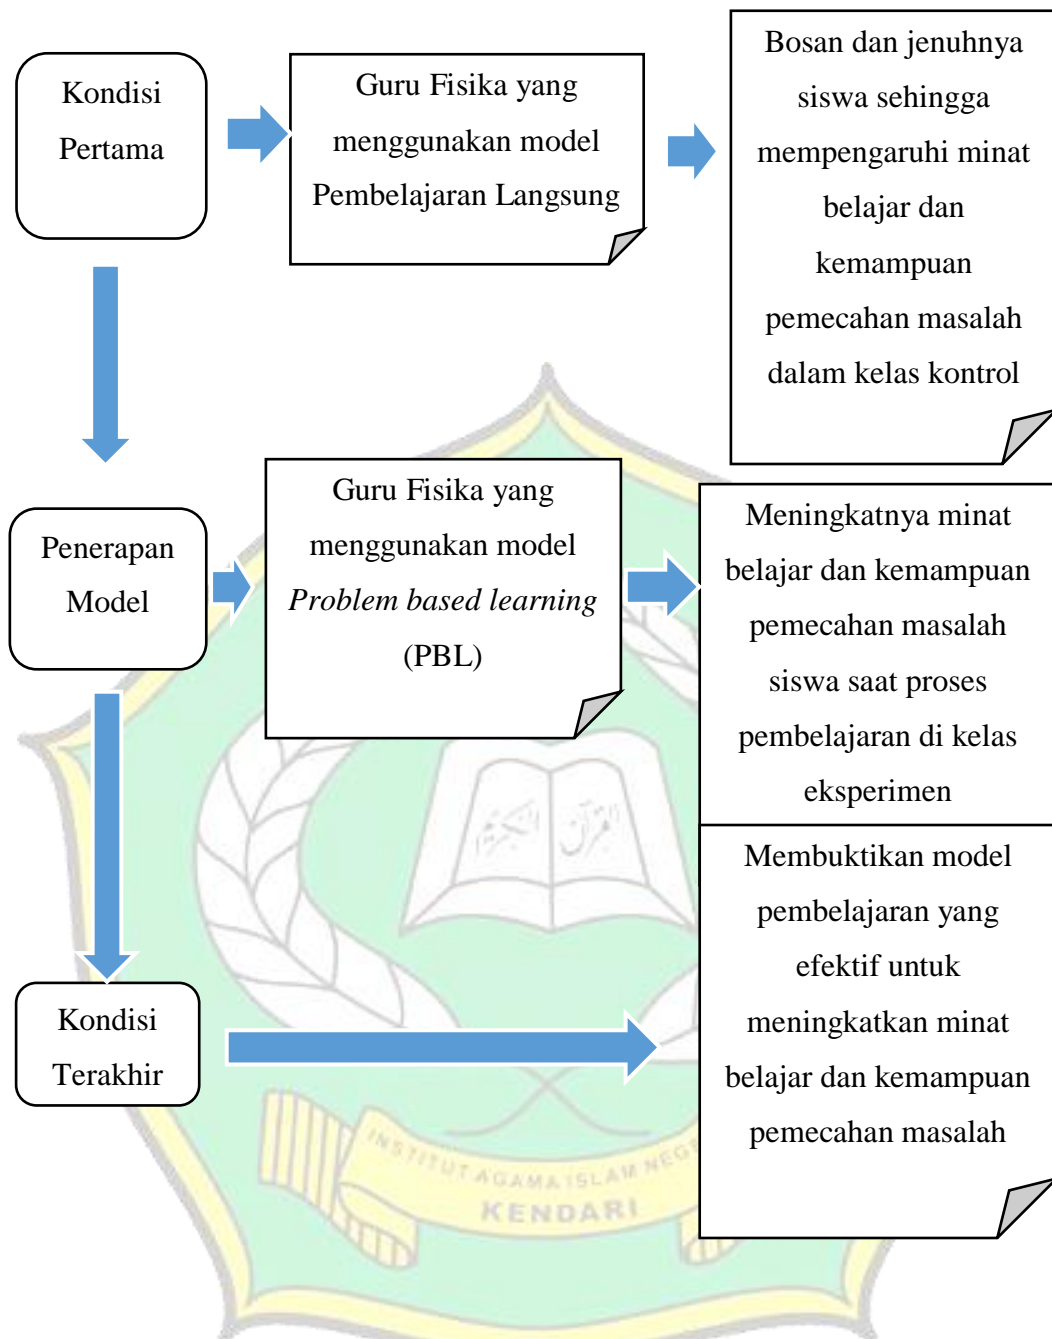 Kondisi
Pertama
Guru Fisika yang
menggunakan model
Pembelajaran Langsung
Bosan dan jenuhnya
siswa sehingga
mempengaruhi minat
belajar dan
kemampuan
pemecahan masalah
dalam kelas kontrol
Penerapan
Model
Guru Fisika yang
menggunakan model
Problem based learning
(PBL)
Meningkatnya minat
belajar dan kemampuan
pemecahan masalah
siswa saat proses
pembelajaran di kelas
eksperimen
Kondisi
Terakhir
Membuktikan model
pembelajaran yang
efektif untuk
meningkatkan minat
belajar dan kemampuan
pemecahan masalah
INSTITUT AGAMA ISLAM NEGE
KENDARI